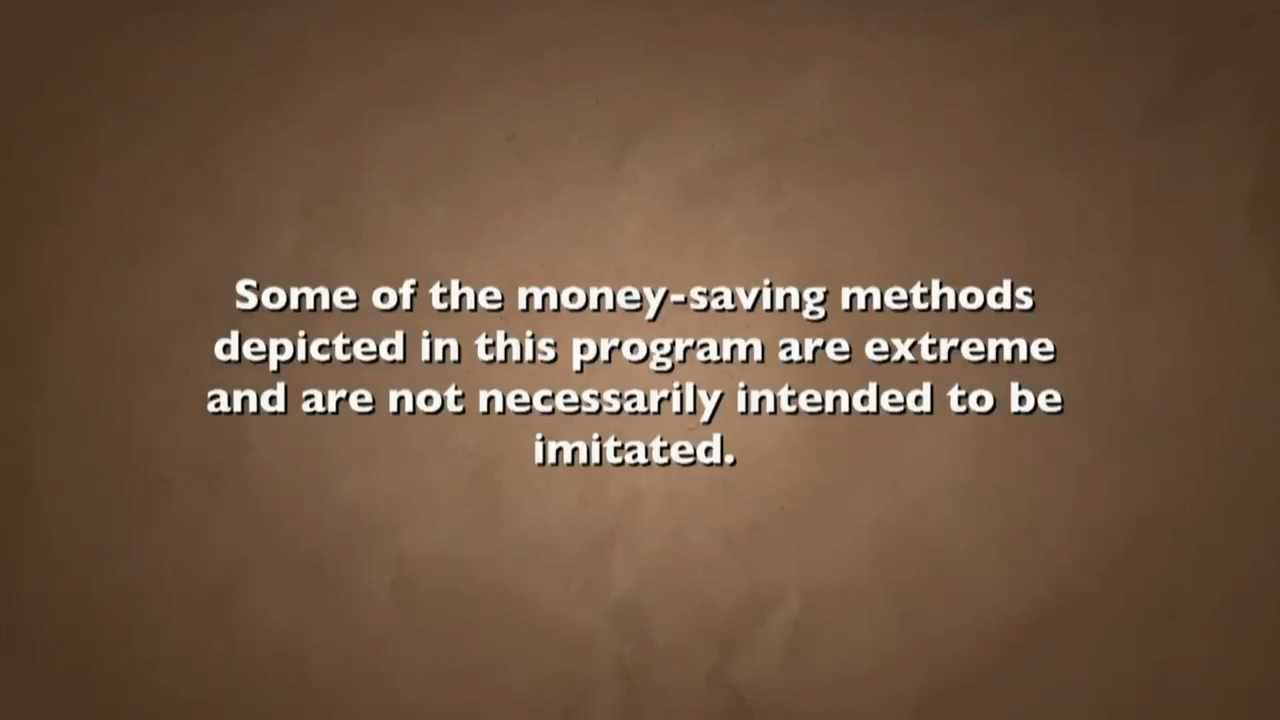 Some of the money-saving methods
depicted in this program are extreme
and are not necessarily intended to be
imitated.